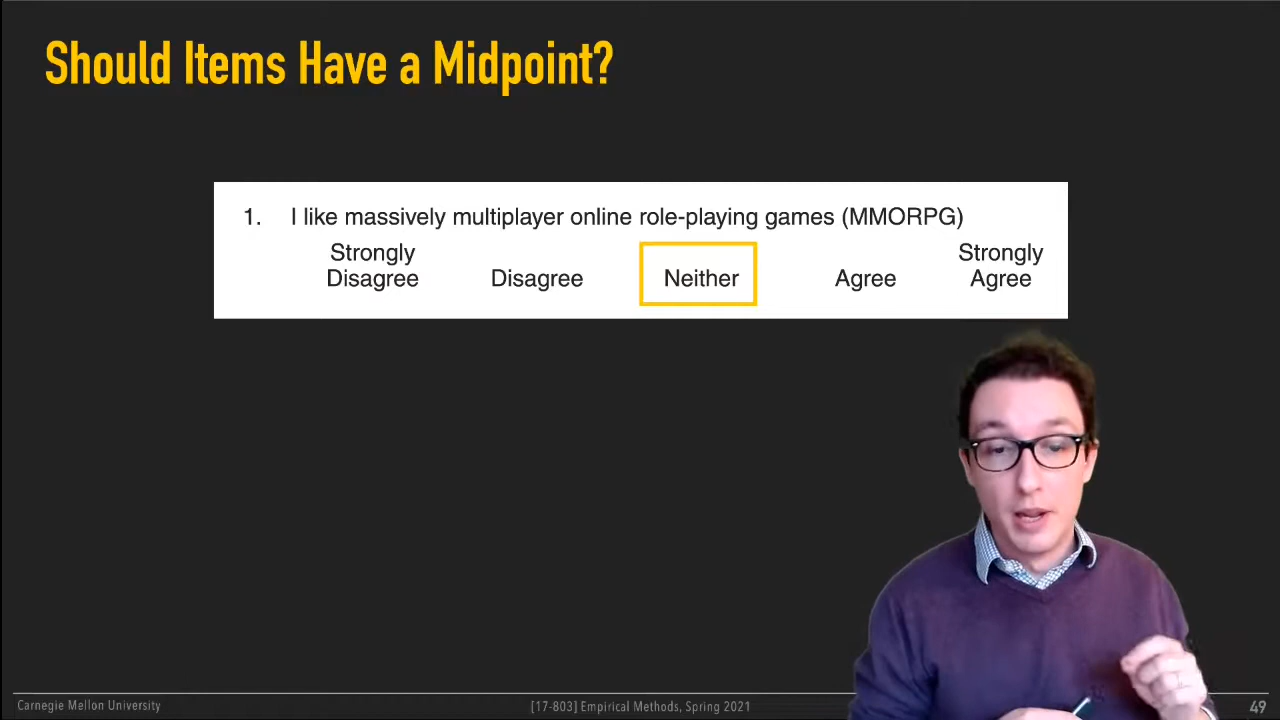 Should Items Have a Midpoint?
1. I like massively multiplayer online role-playing games (MMORPG)
Strongly Disagree
Disagree
Neither
Agree
Strongly Agree
Carnegie Mellon University
[17-803] Empirical Methods, Spring 2021
49